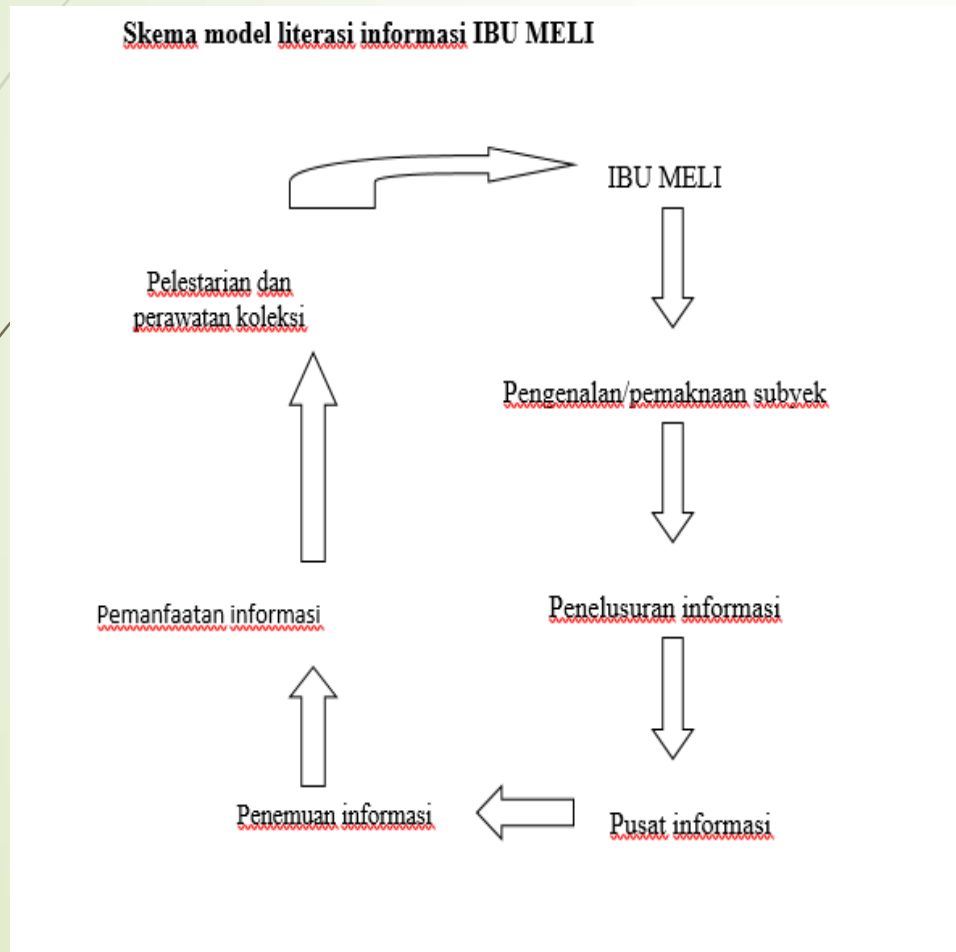 Skema model literasi informasi IBU MELI
IBU MELI
Pengenalan/pemaknaan subyek
Penelusuran informasi
Pusat informasi
Penemuan informasi
Pemanfaatan informasi
Pelestarian dan
perawatan koleksi